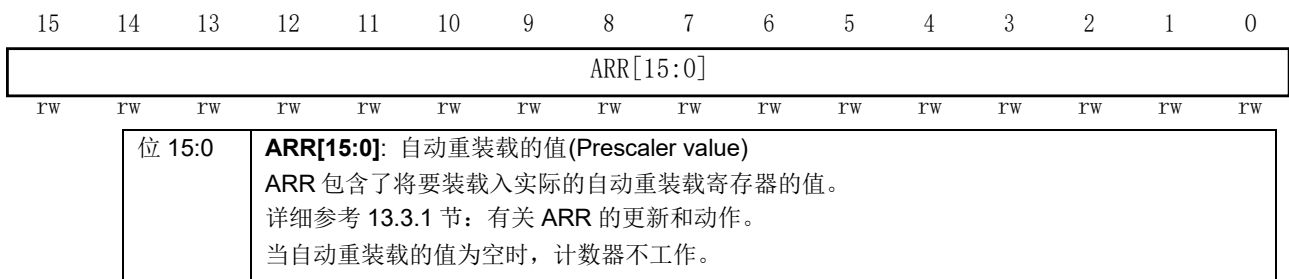 15 14 13 12 11 10 9 8 7 6 5 4 3 2 1 0
ARR[15:0]
rw rw rw rw rw rw rw rw rw rw rw rw rw rw rw rw
位 15:0 ARR[15:0]: 自动重装载的值(Prescaler value)
ARR 包含了将要装载入实际的自动重装载寄存器的值。
详细参考 13.3.1 节：有关 ARR 的更新和动作。
当自动重装载的值为空时，计数器不工作。